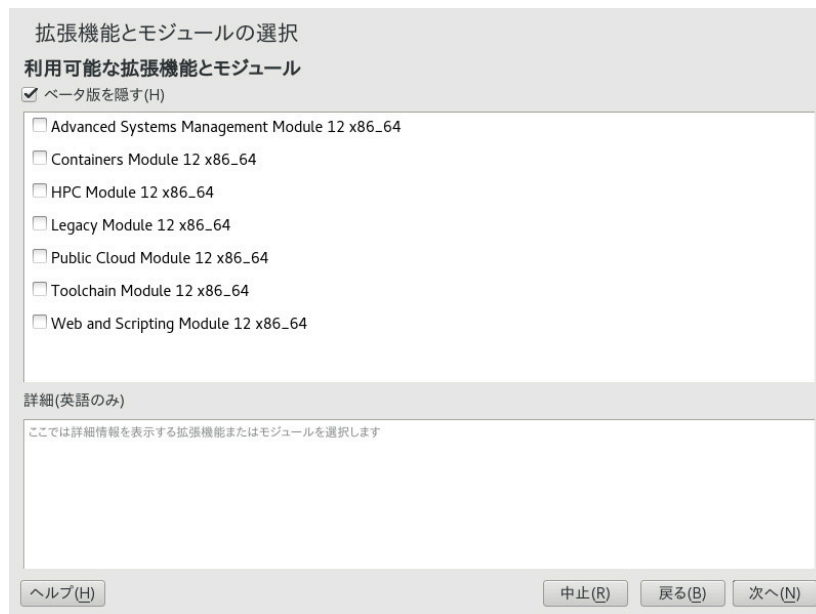 拡張機能とモジュールの選択
利用可能な拡張機能とモジュール
ベータ版を隠す(H)
Advanced Systems Management Module 12 x86_64
Containers Module 12 x86_64
HPC Module 12 x86_64
Legacy Module 12 x86_64
Public Cloud Module 12 x86_64
Toolchain Module 12 x86_64
Web and Scripting Module 12 x86_64
詳細(英語のみ)
ここでは詳細情報を表示する拡張機能またはモジュールを選択します
ヘルプ(H) 中止(R) 戻る(B) 次へ(N)